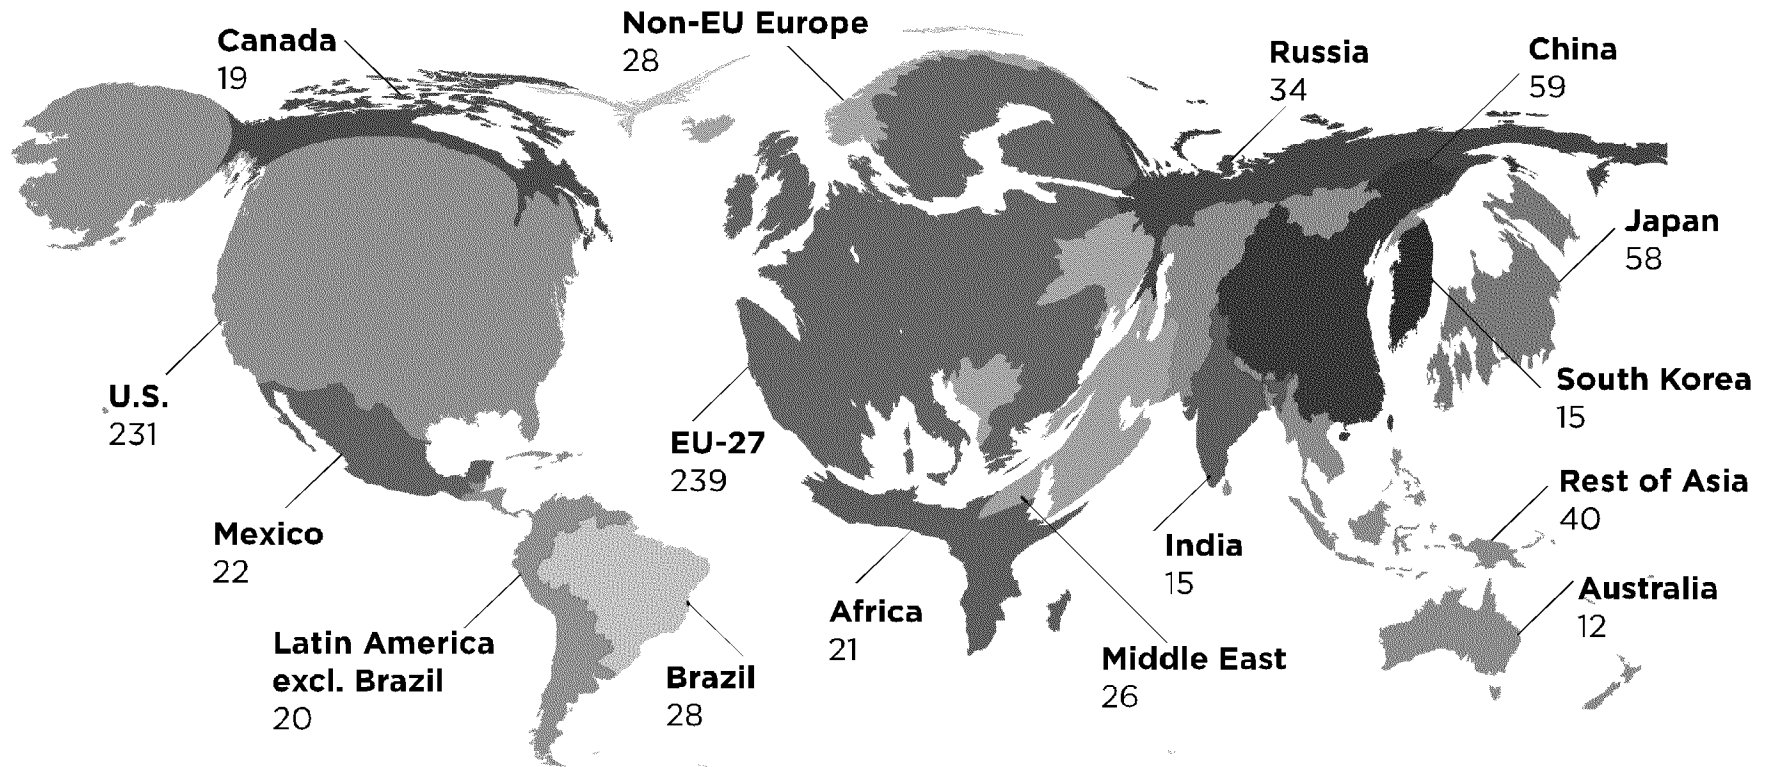 Canada
19
Non-EU Europe
28
Russia
34
China
59
Japan
58
U.S.
231
South Korea
15
EU-27
239
Rest of Asia
40
Mexico
22
India
15
Australia
12
Africa
21
Latin America
excl. Brazil
20
Middle East
26
Brazil
28